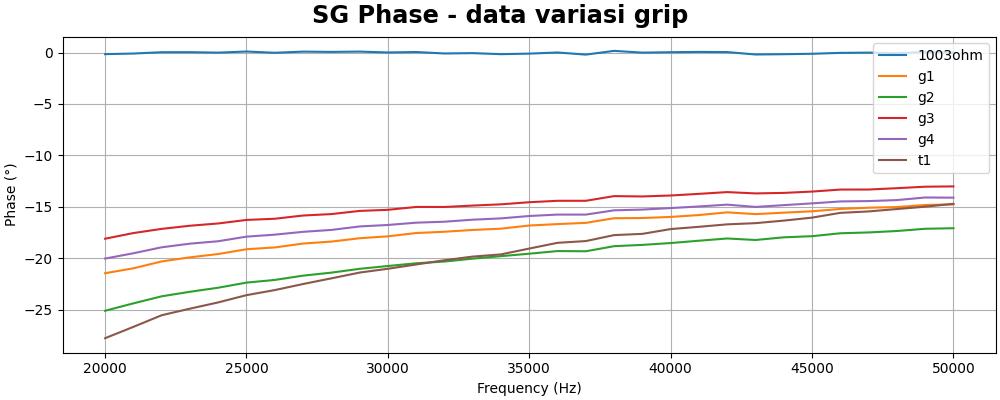 SG Phase - data variasi grip
0
−5
−10
−15
−20
−25
Phase (°)
1003ohm
g1
g2
g3
g4
t1
20000 25000 30000 35000 40000 45000 50000
Frequency (Hz)